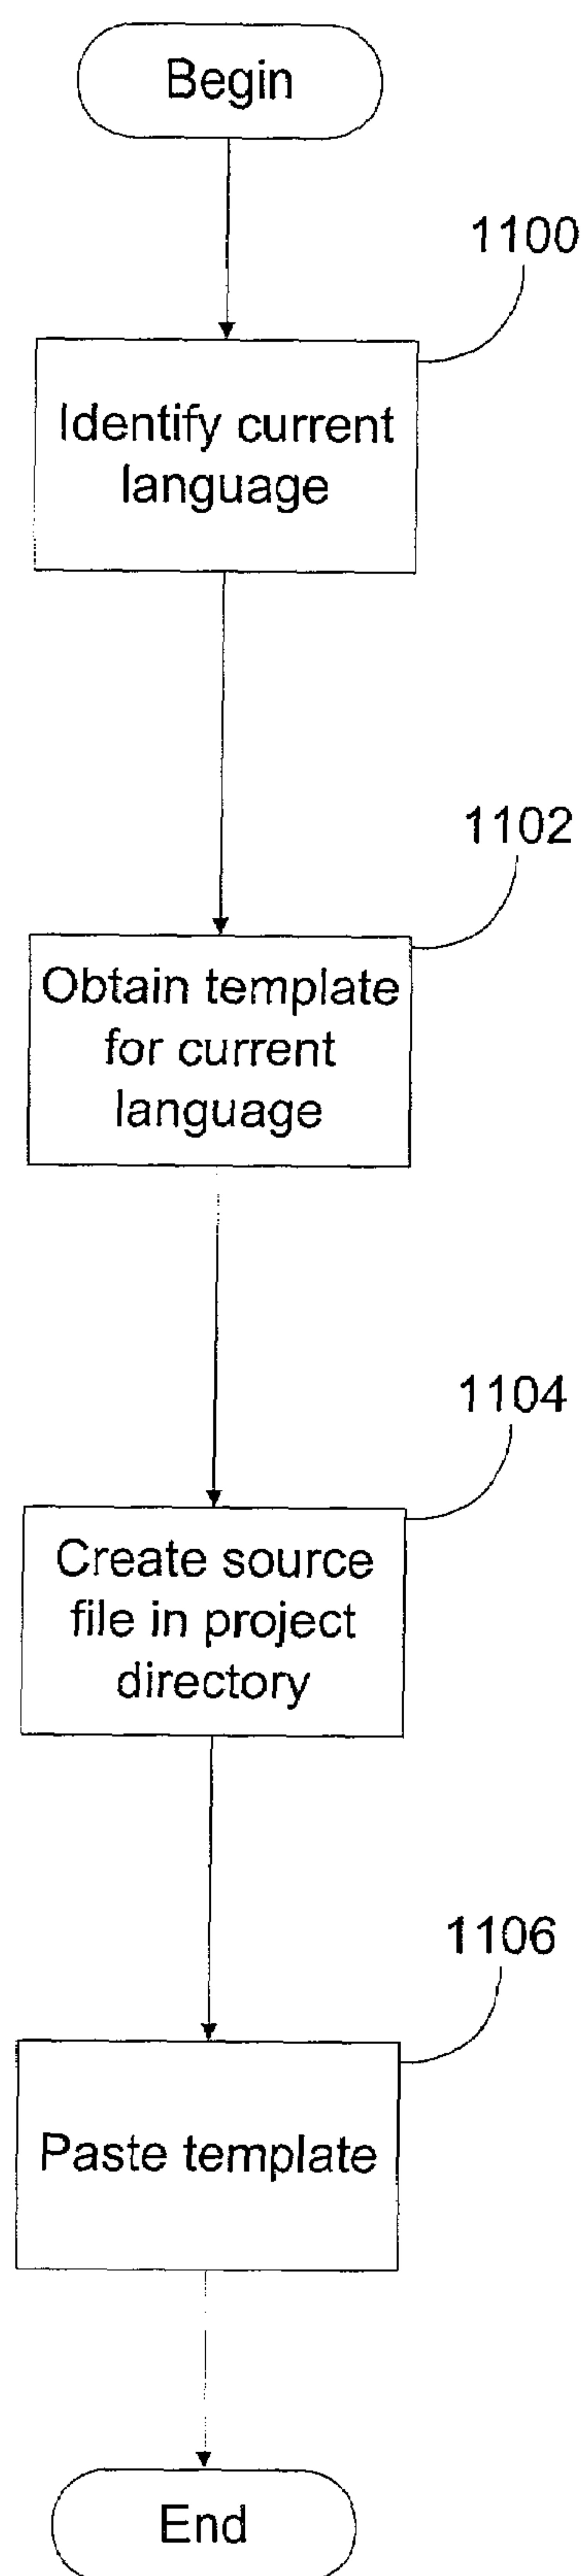 Begin
1100
Identify current
language
1102
Obtain template
for current
language
1104
Create source
file in project
directory
1106
Paste template
End